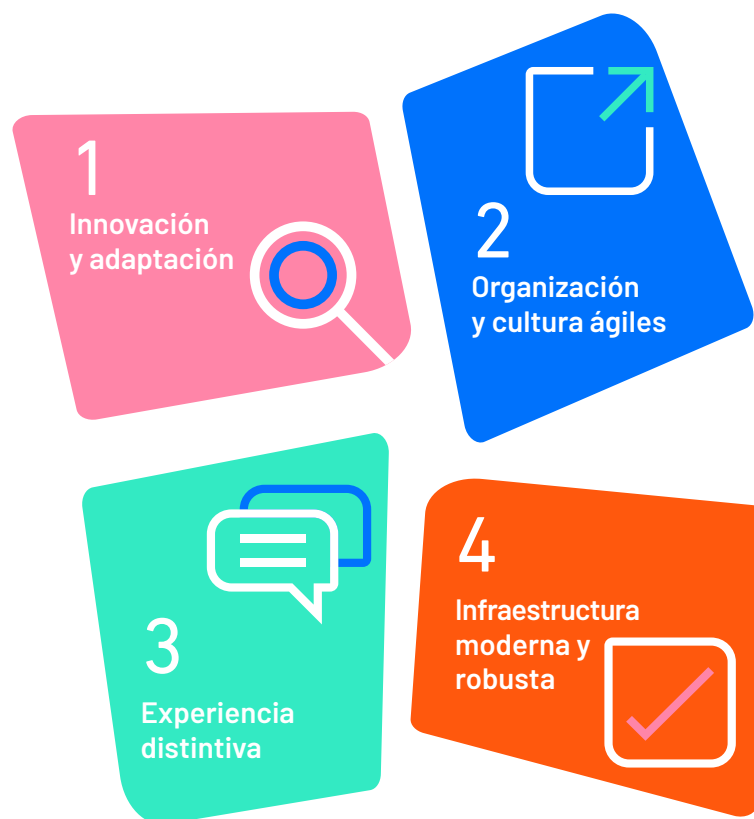 1
Innovación
y adaptación
2
Organización
y cultura ágiles
3
Experiencia
distintiva
4
Infraestructura
moderna y
robusta